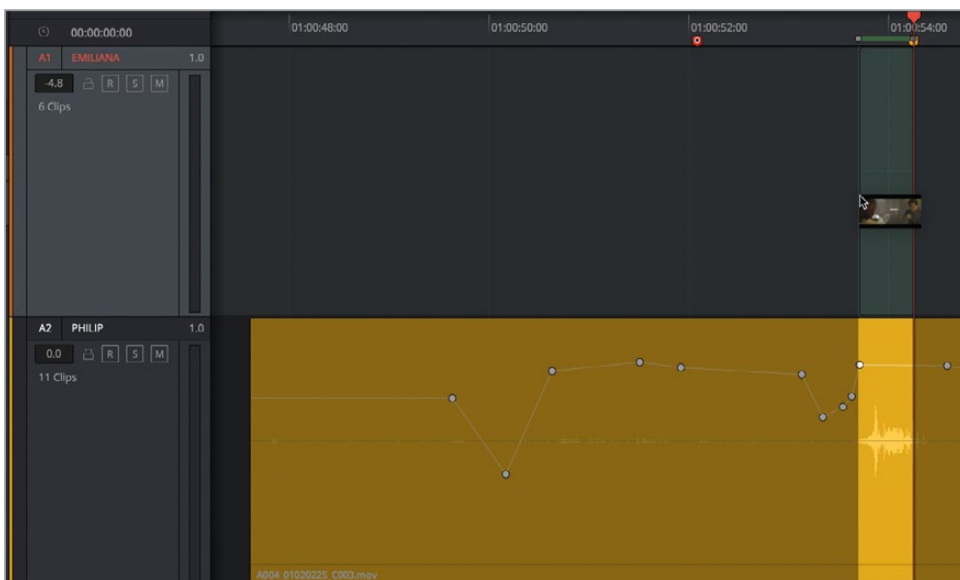 01:00:48:00 01:00:50:00 01:00:52:00 01:00:54:00
00:00:00:00
A1 EMILIANA 1.0
-4.8 R S M
6 Clips
A2 PHILIP 1.0
0.0 R S M
11 Clips
A004_01020225_C003.mov